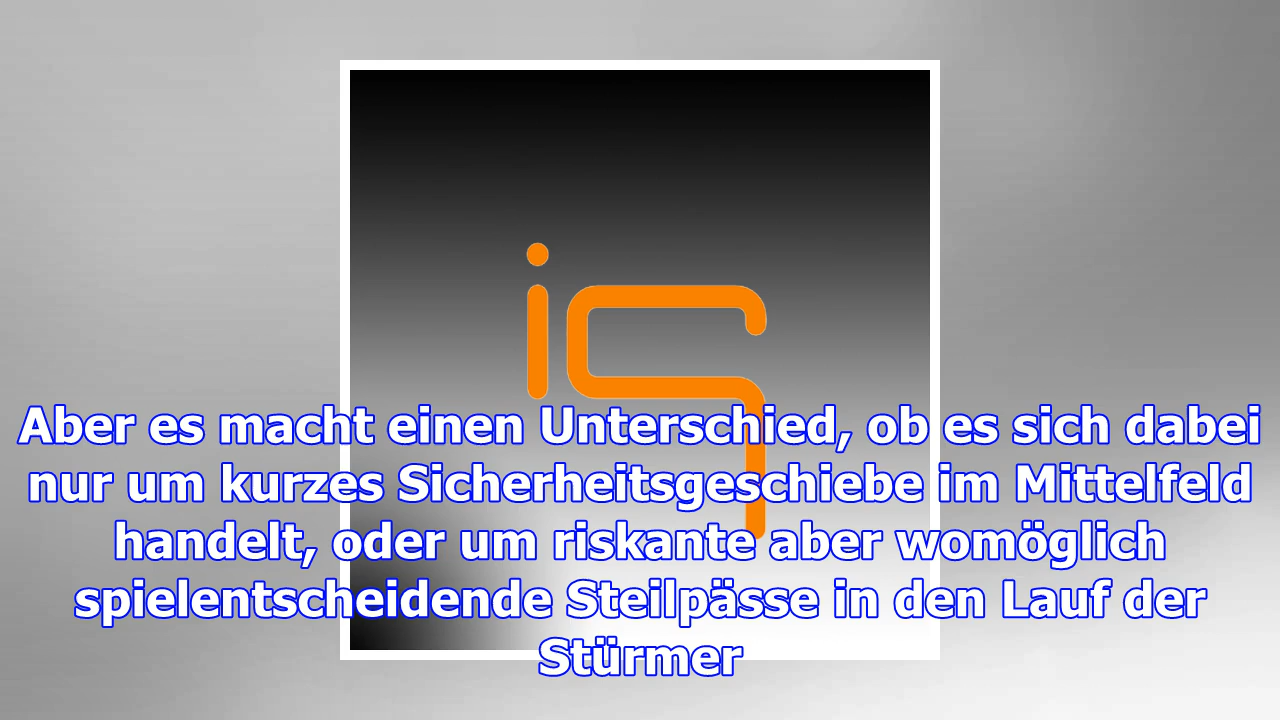 iq
Aber es macht einen Unterschied, ob es sich dabei
nur um kurzes Sicherheitsgeschiebe im Mittelfeld
handelt, oder um riskante aber womöglich
spielentscheidende Steilpässe in den Lauf der
Stürmer